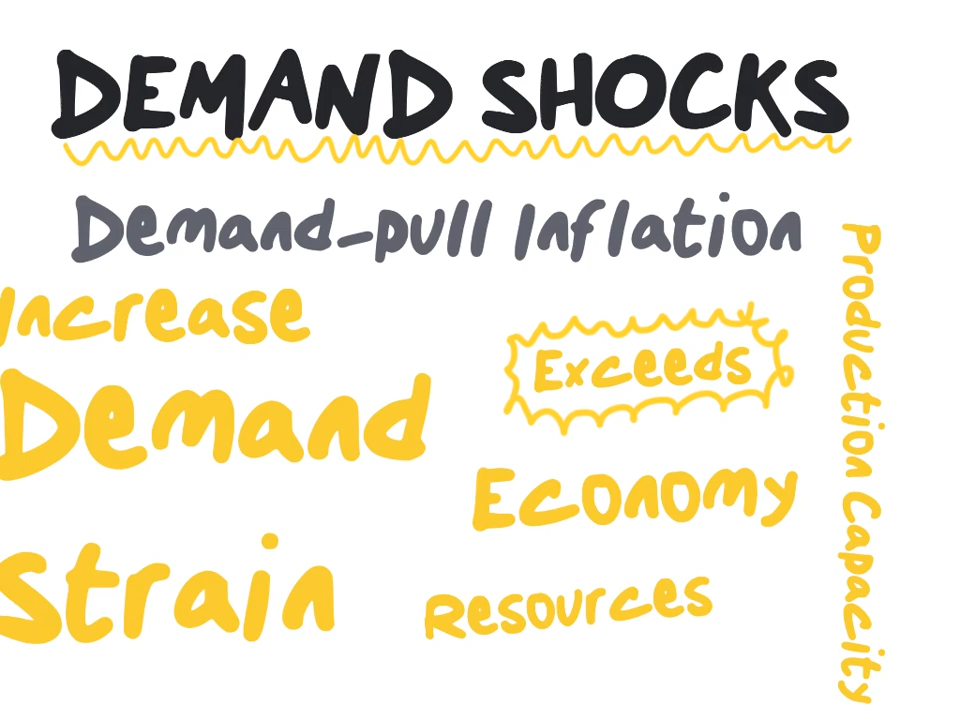 DEMAND SHOCKS
Demand-pull Inflation
Increase
Demand
Exceeds
Economy
Strain
Resources
Production Capacity